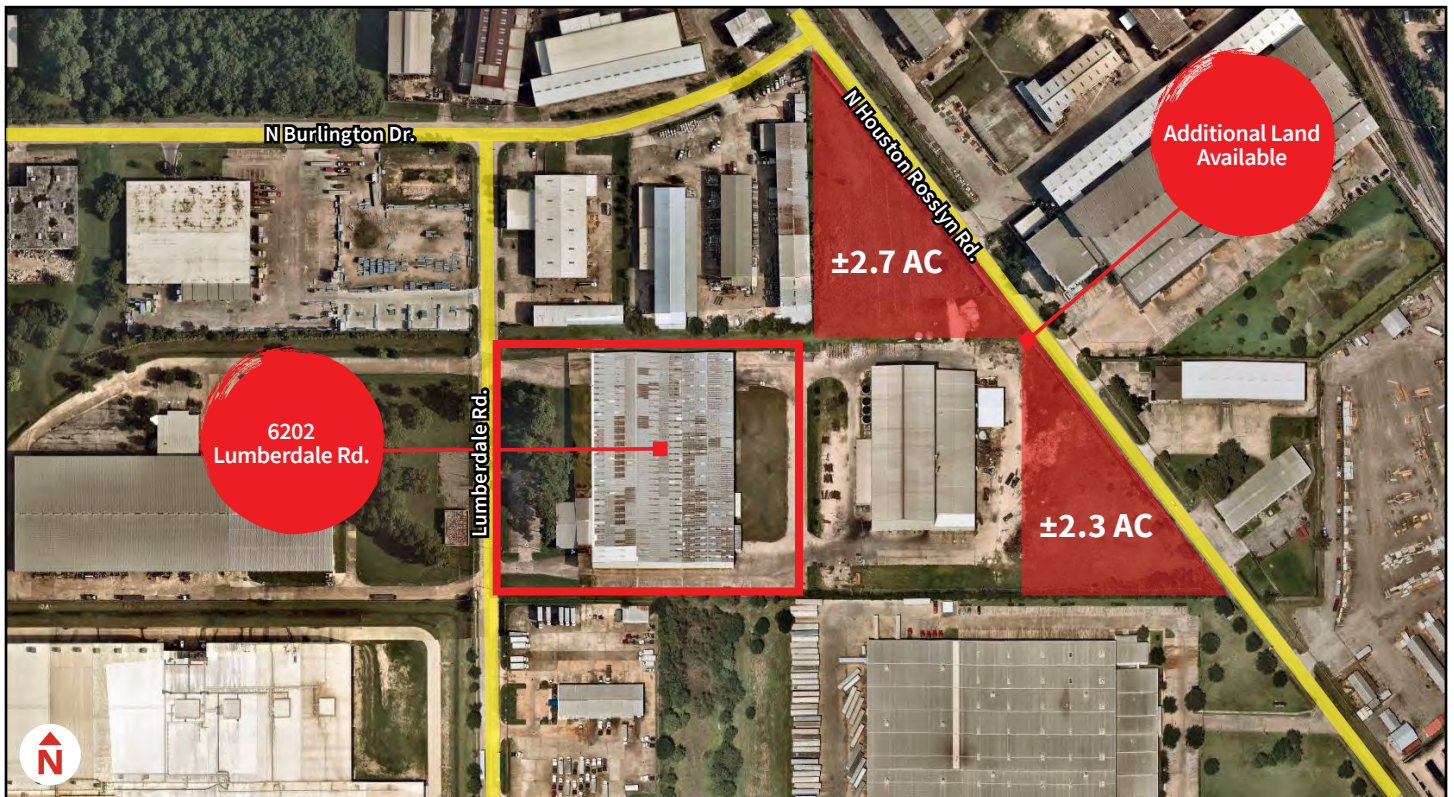 N Burlington Dr.
N Houston Rosslyn Rd.
Additional Land
Available
±2.7 AC
6202
Lumberdale Rd.
Lumberdale Rd.
±2.3 AC
N